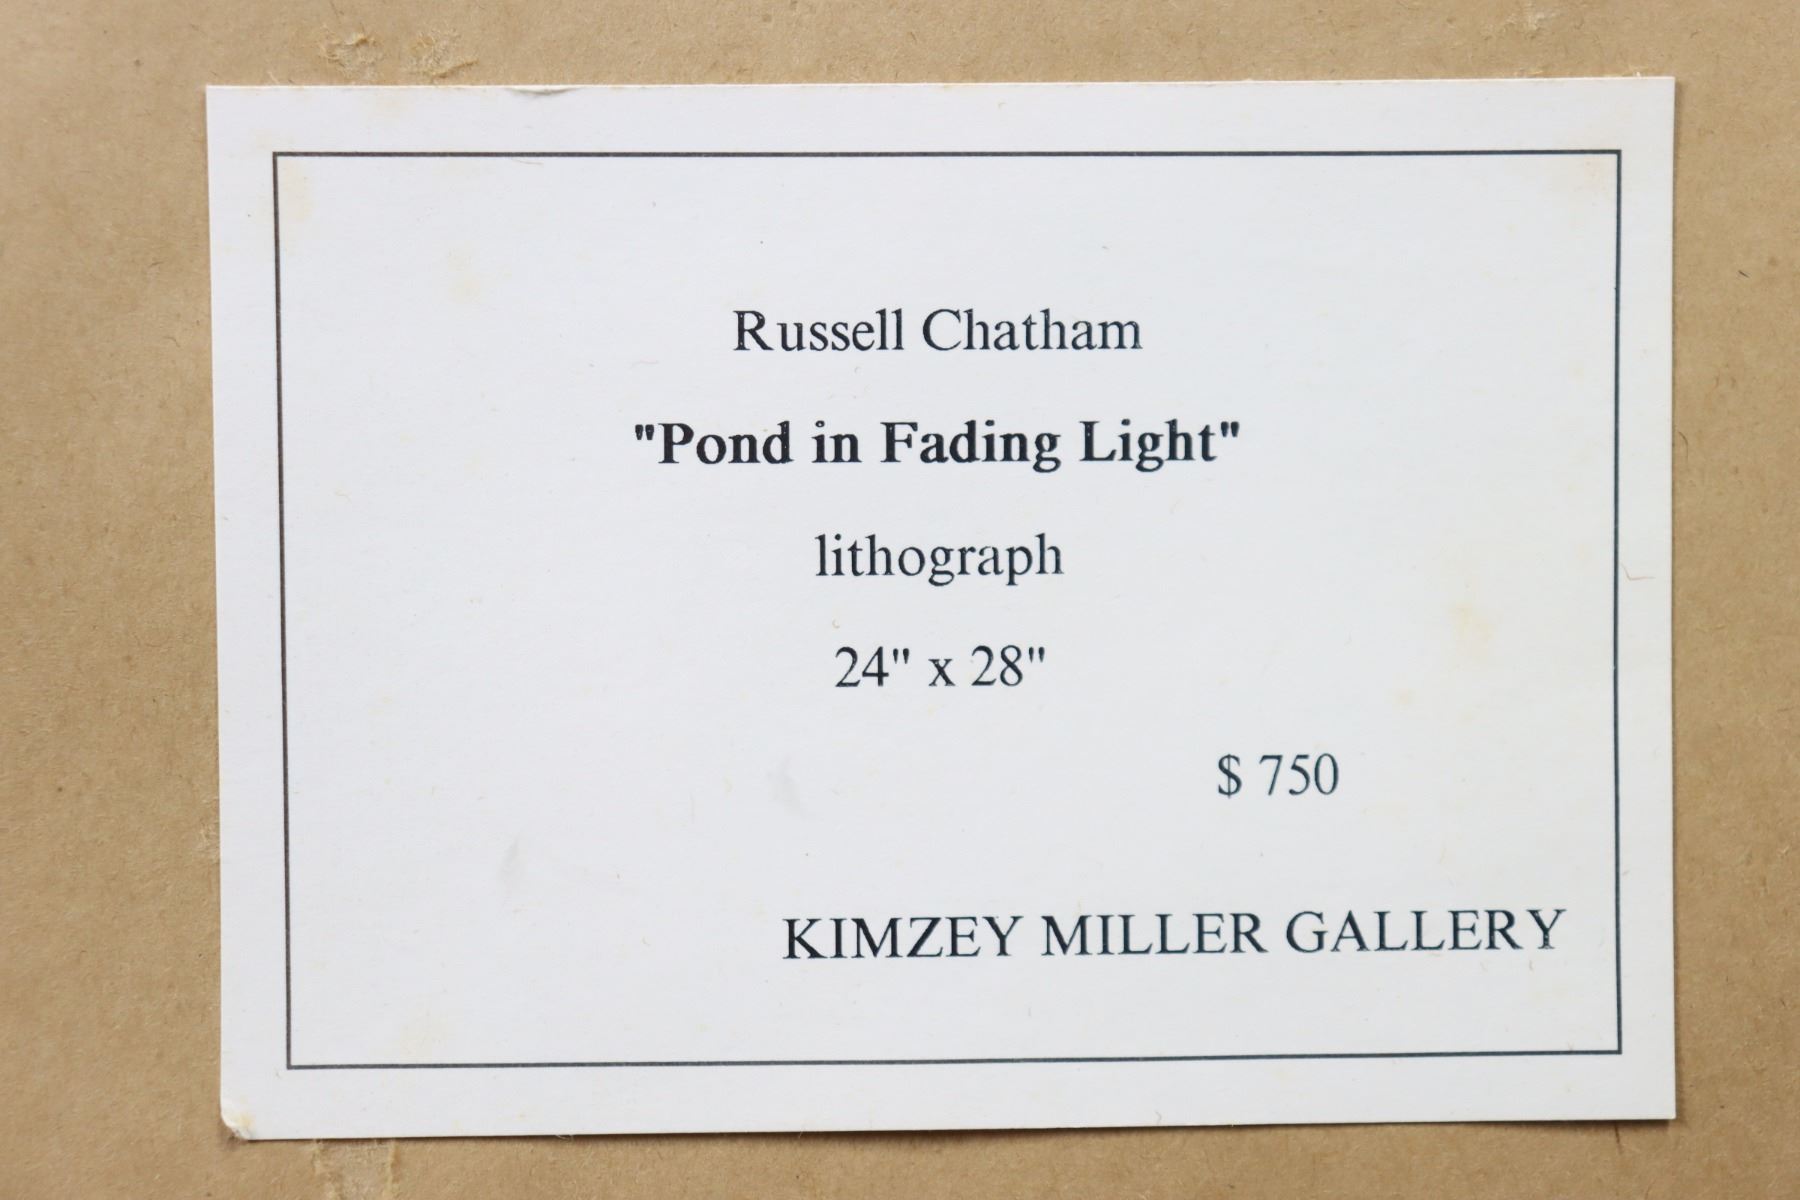 Russell Chatham
"Pond in Fading Light"
lithograph
24" x 28"
$ 750
KIMZEY MILLER GALLERY